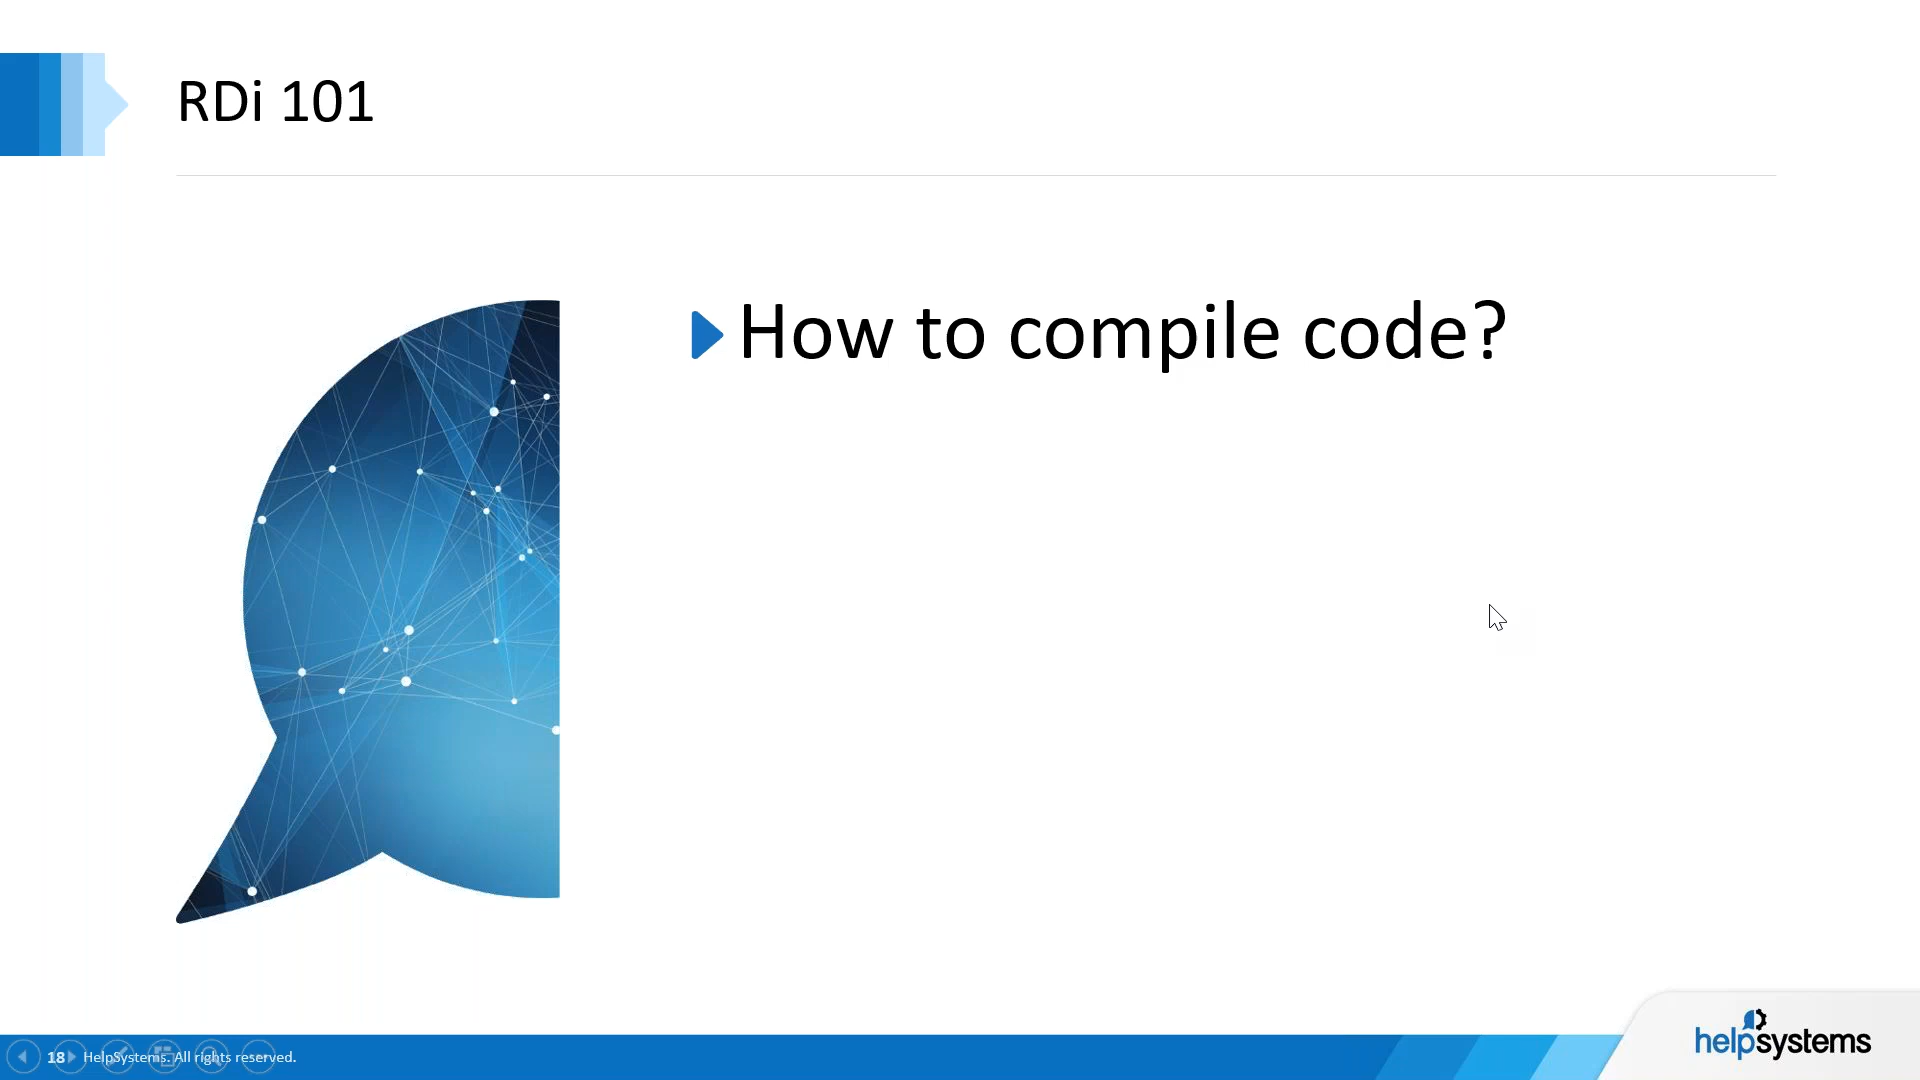 RDi 101
How to compile code?
18 HelpSystems. All rights reserved.
helpsystems